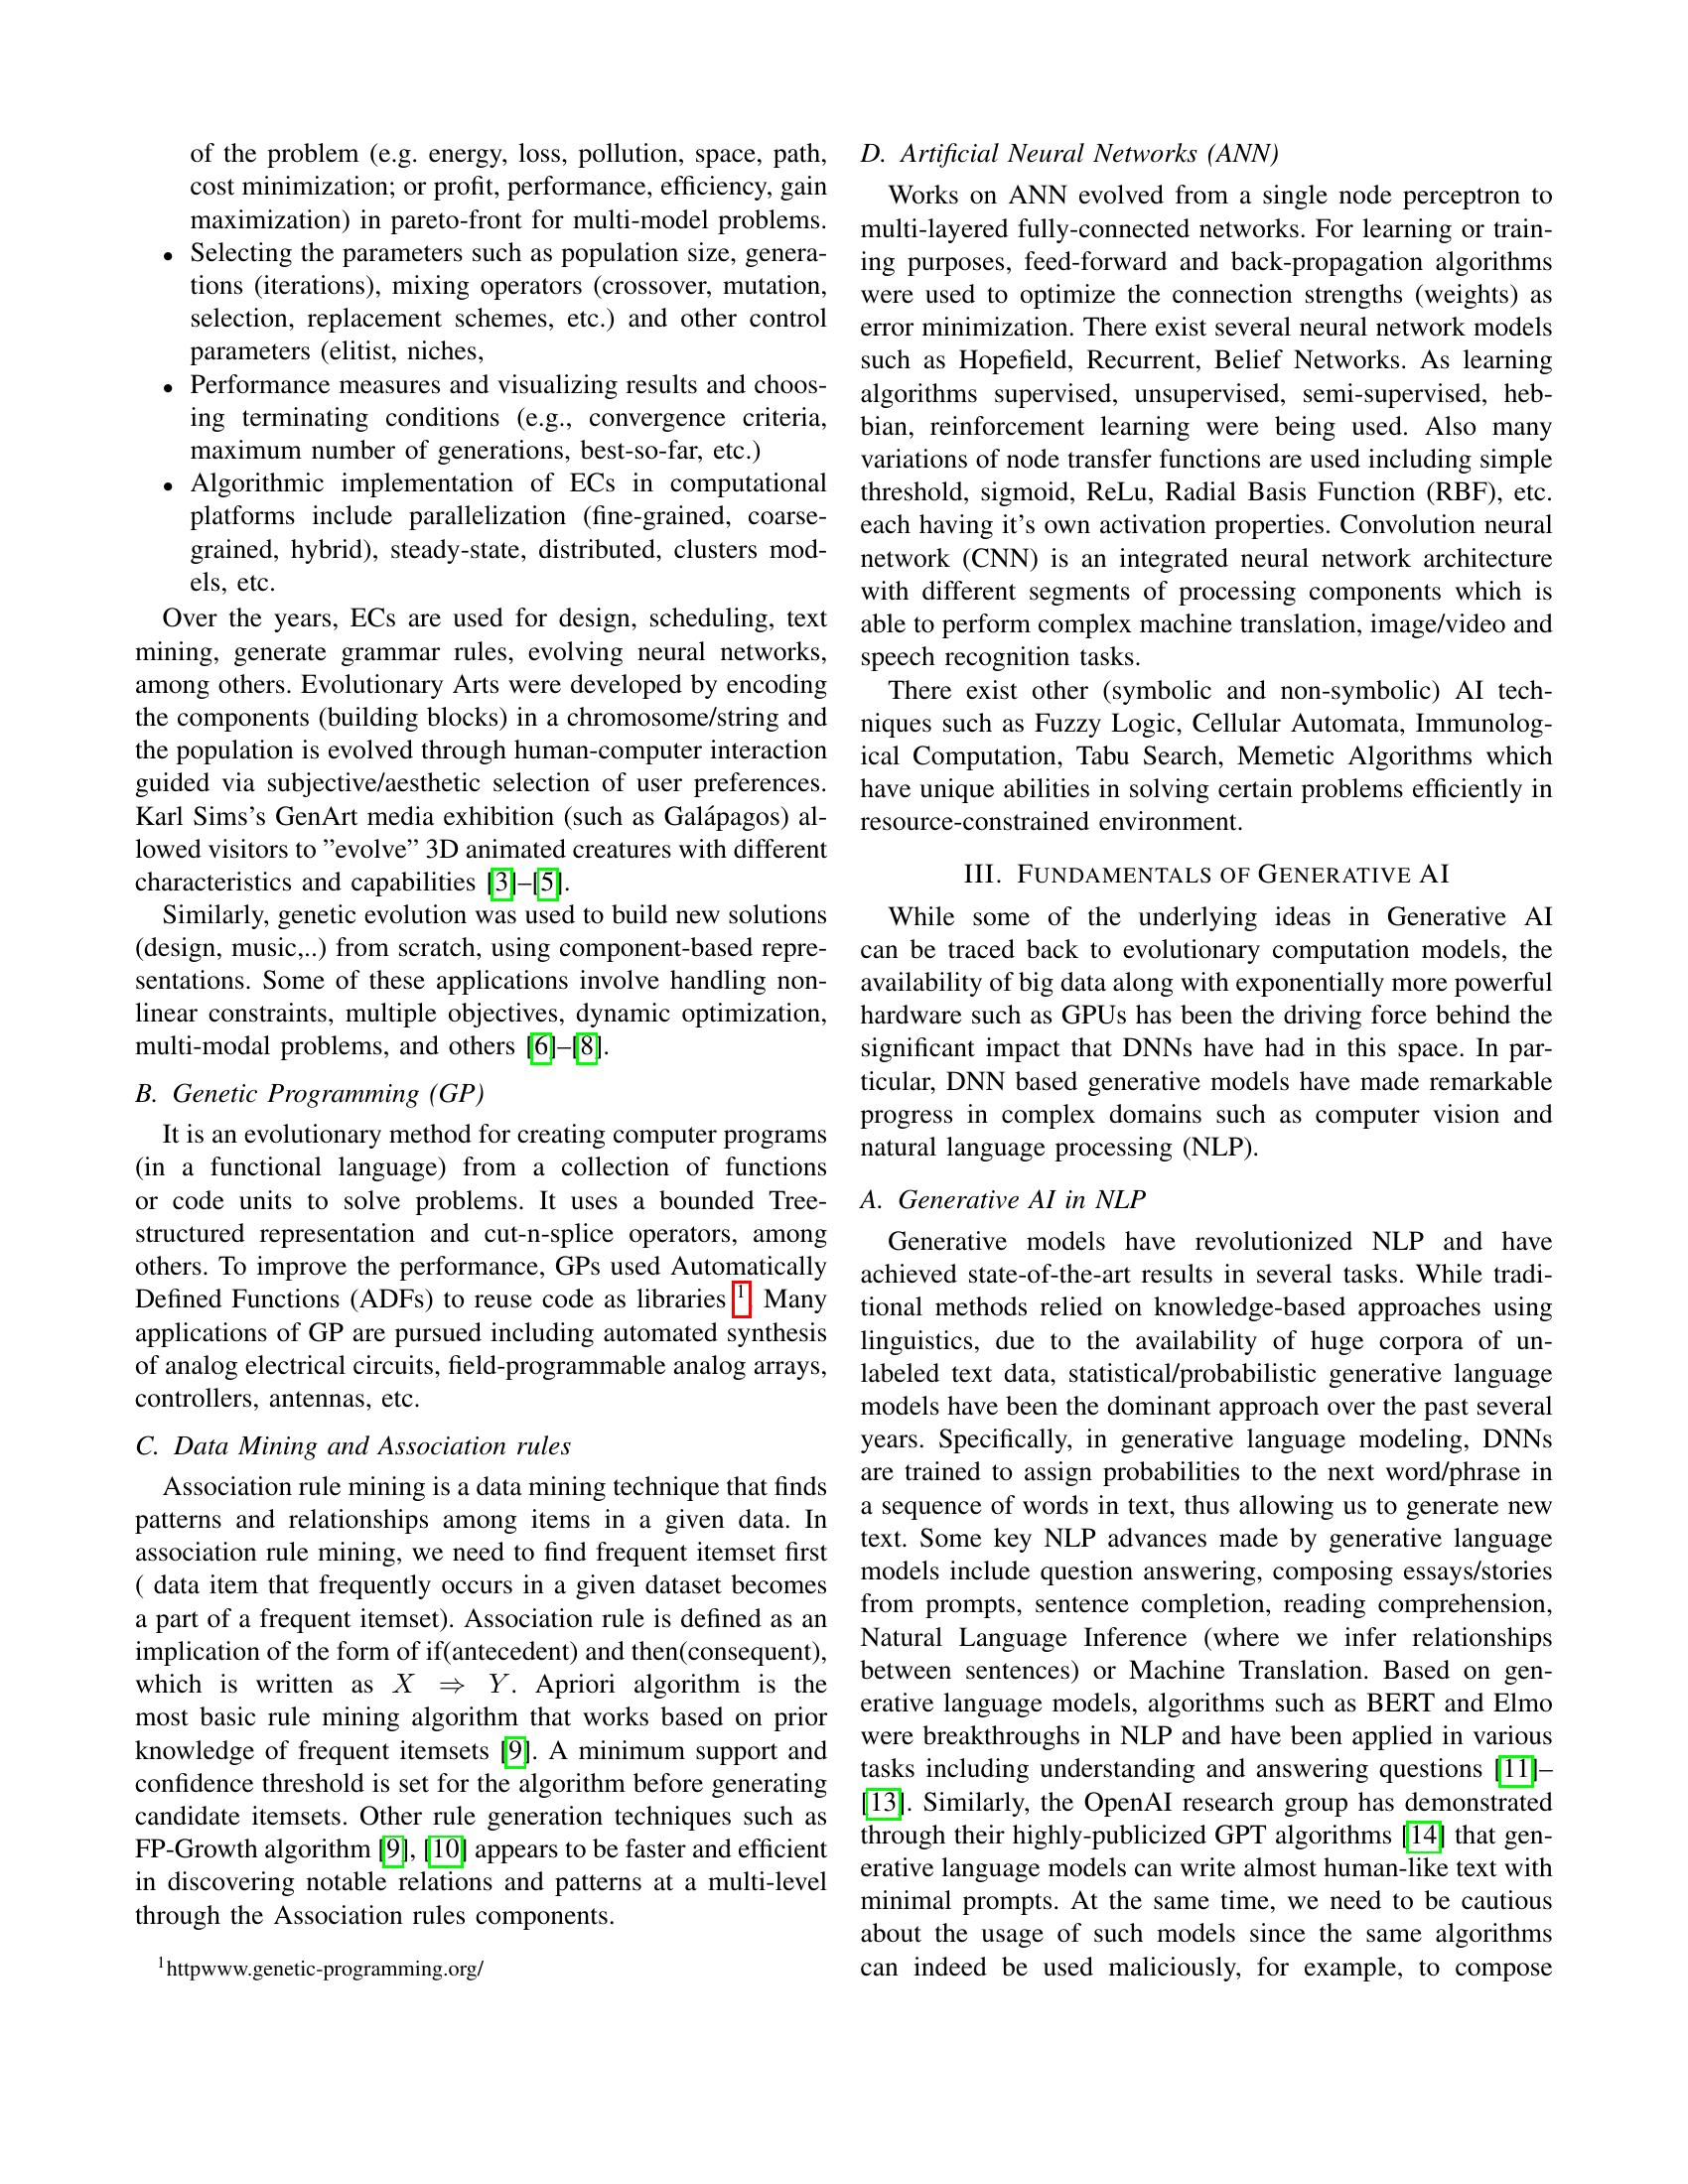 of the problem (e.g. energy, loss, pollution, space, path,
cost minimization; or profit, performance, efficiency, gain
maximization) in pareto-front for multi-model problems.
• Selecting the parameters such as population size, genera-
tions (iterations), mixing operators (crossover, mutation,
selection, replacement schemes, etc.) and other control
parameters (elitist, niches,
• Performance measures and visualizing results and choos-
ing terminating conditions (e.g., convergence criteria,
maximum number of generations, best-so-far, etc.)
• Algorithmic implementation of ECs in computational
platforms include parallelization (fine-grained, coarse-
grained, hybrid), steady-state, distributed, clusters mod-
els, etc.
Over the years, ECs are used for design, scheduling, text
mining, generate grammar rules, evolving neural networks,
among others. Evolutionary Arts were developed by encoding
the components (building blocks) in a chromosome/string and
the population is evolved through human-computer interaction
guided via subjective/aesthetic selection of user preferences.
Karl Sims's GenArt media exhibition (such as Galápagos) al-
lowed visitors to ”evolve” 3D animated creatures with different
characteristics and capabilities [3]–[5].
Similarly, genetic evolution was used to build new solutions
(design, music,..) from scratch, using component-based repre-
sentations. Some of these applications involve handling non-
linear constraints, multiple objectives, dynamic optimization,
multi-modal problems, and others [6]–[8].
B. Genetic Programming (GP)
It is an evolutionary method for creating computer programs
(in a functional language) from a collection of functions
or code units to solve problems. It uses a bounded Tree-
structured representation and cut-n-splice operators, among
others. To improve the performance, GPs used Automatically
Defined Functions (ADFs) to reuse code as libraries 1. Many
applications of GP are pursued including automated synthesis
of analog electrical circuits, field-programmable analog arrays,
controllers, antennas, etc.
C. Data Mining and Association rules
Association rule mining is a data mining technique that finds
patterns and relationships among items in a given data. In
association rule mining, we need to find frequent itemset first
( data item that frequently occurs in a given dataset becomes
a part of a frequent itemset). Association rule is defined as an
implication of the form of if(antecedent) and then(consequent),
which is written as X ⇒ Y. Apriori algorithm is the
most basic rule mining algorithm that works based on prior
knowledge of frequent itemsets [9]. A minimum support and
confidence threshold is set for the algorithm before generating
candidate itemsets. Other rule generation techniques such as
FP-Growth algorithm [9], [10] appears to be faster and efficient
in discovering notable relations and patterns at a multi-level
through the Association rules components.
1httpwww.genetic-programming.org/
D. Artificial Neural Networks (ANN)
Works on ANN evolved from a single node perceptron to
multi-layered fully-connected networks. For learning or train-
ing purposes, feed-forward and back-propagation algorithms
were used to optimize the connection strengths (weights) as
error minimization. There exist several neural network models
such as Hopefield, Recurrent, Belief Networks. As learning
algorithms supervised, unsupervised, semi-supervised, heb-
bian, reinforcement learning were being used. Also many
variations of node transfer functions are used including simple
threshold, sigmoid, ReLu, Radial Basis Function (RBF), etc.
each having it's own activation properties. Convolution neural
network (CNN) is an integrated neural network architecture
with different segments of processing components which is
able to perform complex machine translation, image/video and
speech recognition tasks.
There exist other (symbolic and non-symbolic) AI tech-
niques such as Fuzzy Logic, Cellular Automata, Immunolog-
ical Computation, Tabu Search, Memetic Algorithms which
have unique abilities in solving certain problems efficiently in
resource-constrained environment.
III. FUNDAMENTALS OF GENERATIVE AI
While some of the underlying ideas in Generative AI
can be traced back to evolutionary computation models, the
availability of big data along with exponentially more powerful
hardware such as GPUs has been the driving force behind the
significant impact that DNNs have had in this space. In par-
ticular, DNN based generative models have made remarkable
progress in complex domains such as computer vision and
natural language processing (NLP).
A. Generative AI in NLP
Generative models have revolutionized NLP and have
achieved state-of-the-art results in several tasks. While tradi-
tional methods relied on knowledge-based approaches using
linguistics, due to the availability of huge corpora of un-
labeled text data, statistical/probabilistic generative language
models have been the dominant approach over the past several
years. Specifically, in generative language modeling, DNNs
are trained to assign probabilities to the next word/phrase in
a sequence of words in text, thus allowing us to generate new
text. Some key NLP advances made by generative language
models include question answering, composing essays/stories
from prompts, sentence completion, reading comprehension,
Natural Language Inference (where we infer relationships
between sentences) or Machine Translation. Based on gen-
erative language models, algorithms such as BERT and Elmo
were breakthroughs in NLP and have been applied in various
tasks including understanding and answering questions [11]–
[13]. Similarly, the OpenAI research group has demonstrated
through their highly-publicized GPT algorithms [14] that gen-
erative language models can write almost human-like text with
minimal prompts. At the same time, we need to be cautious
about the usage of such models since the same algorithms
can indeed be used maliciously, for example, to compose